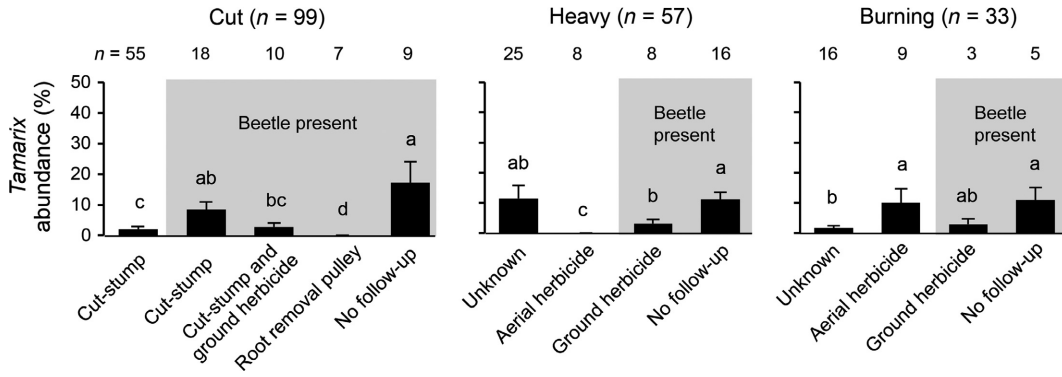 Cut (n = 99)
n = 55 18 10 7 9
Tamarix
abundance (%)
50
40
30
20
10
0
Beetle present
c ab bc d a
Cut-stump
Cut-stump
Cut-stump and
ground herbicide
Root removal pulley
No follow-up
Heavy (n = 57)
25 8 8 16
Beetle
present
ab c b a
Unknown
Aerial herbicide
Ground herbicide
No follow-up
Burning (n = 33)
16 9 3 5
Beetle
present
b a ab a
Unknown
Aerial herbicide
Ground herbicide
No follow-up